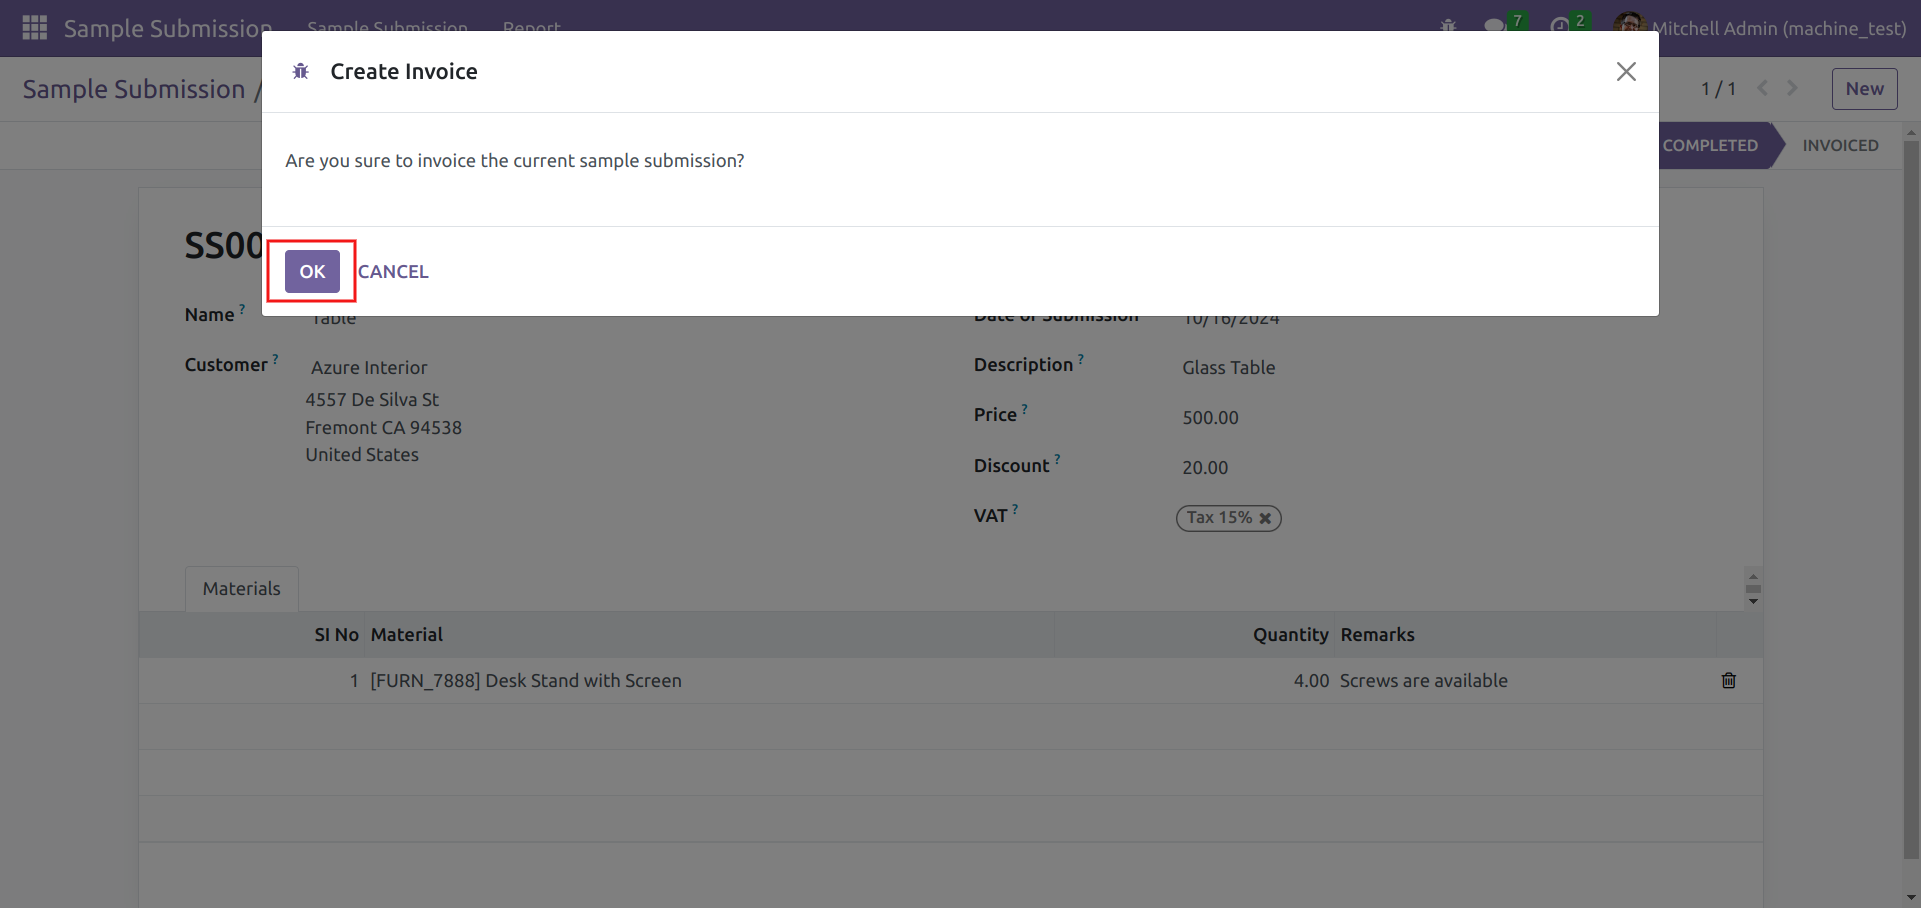 Sample Submission Sample Submission Report 7 2 Mitchell Admin (machine_test)
Create Invoice
Sample Submission / 1 / 1 New
Are you sure to invoice the current sample submission?
COMPLETED INVOICED
SS00
OK CANCEL
Name ? Table
Date of Submission 10/16/2024
Customer ? Azure Interior
4557 De Silva St
Fremont CA 94538
United States
Description ? Glass Table
Price ? 500.00
Discount ? 20.00
VAT ? Tax 15%
Materials
SI No Material Quantity Remarks
1 [FURN_7888] Desk Stand with Screen 4.00 Screws are available